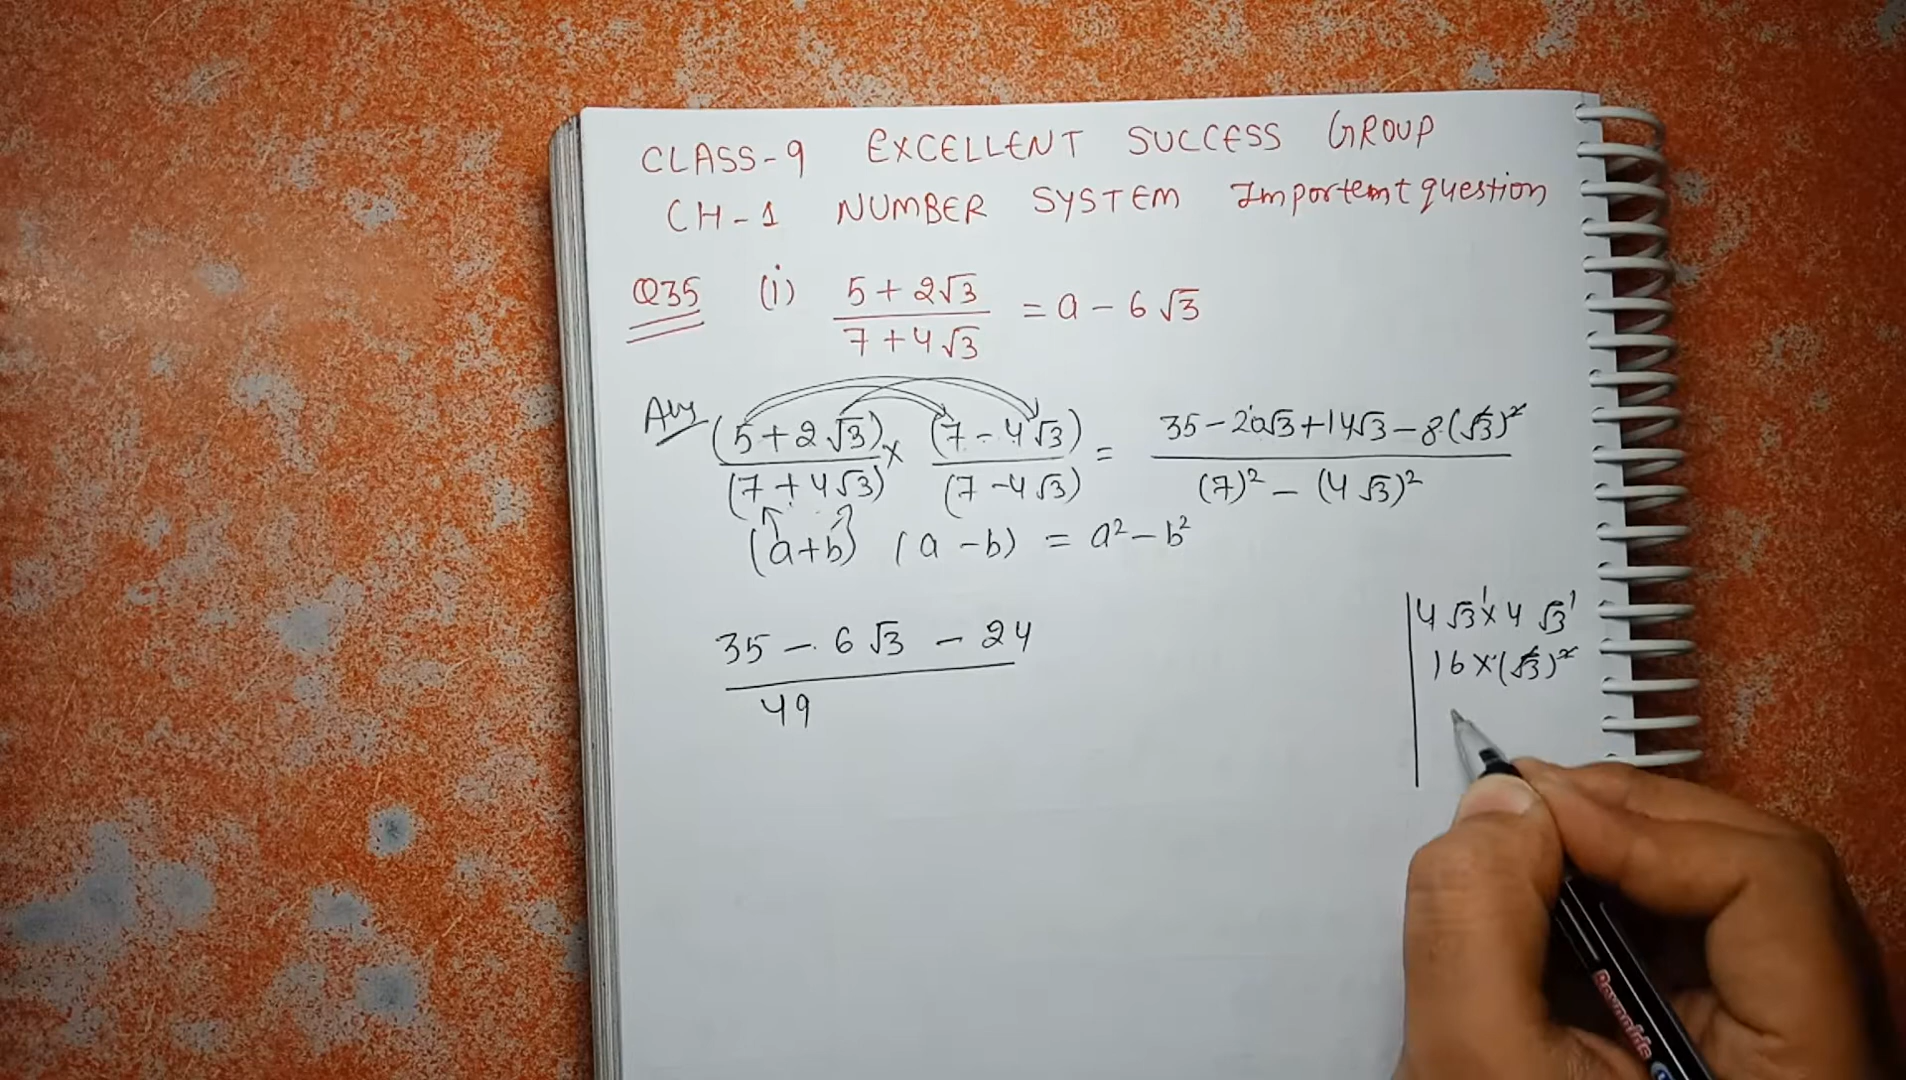 CLASS-9 EXCELLENT SUCCESS GROUP
CH-1 NUMBER SYSTEM Importemt question
Q35 (i) (5+2√3)/(7+4√3) = a - 6√3
Ans (5+2√3)/(7+4√3) × (7-4√3)/(7-4√3) = (35-20√3+14√3-8(√3)²)/((7)² - (4√3)²)
(a+b) (a-b) = a² - b²
35 - 6√3 - 24
49
4√3 × 4√3
16×(√3)²